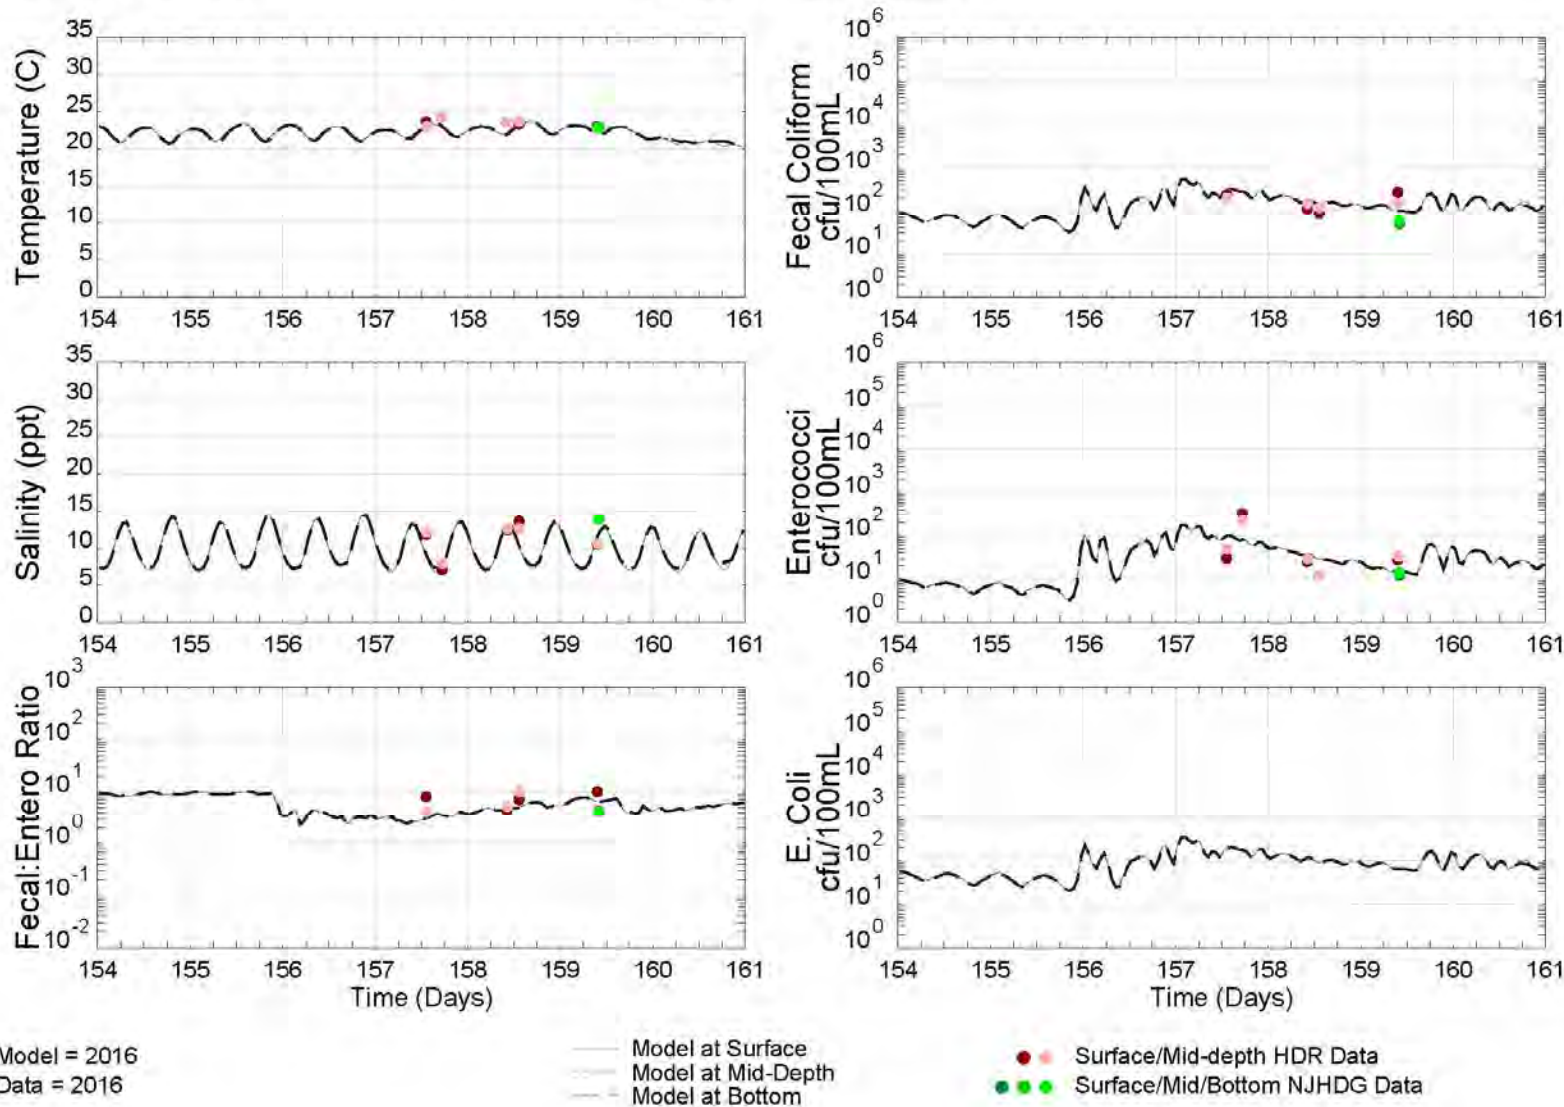 Temperature (C)
35
30
25
20
15
10
5
0
154 155 156 157 158 159 160 161
Fecal Coliform
cfu/100mL
10^6
10^5
10^4
10^3
10^2
10^1
10^0
154 155 156 157 158 159 160 161
Salinity (ppt)
35
30
25
20
15
10
5
0
154 155 156 157 158 159 160 161
Enterococci
cfu/100mL
10^6
10^5
10^4
10^3
10^2
10^1
10^0
154 155 156 157 158 159 160 161
Fecal:Entero Ratio
10^3
10^2
10^1
10^0
10^-1
10^-2
154 155 156 157 158 159 160 161
Time (Days)
E. Coli
cfu/100mL
10^6
10^5
10^4
10^3
10^2
10^1
10^0
154 155 156 157 158 159 160 161
Time (Days)
Model = 2016
Data = 2016
Model at Surface
Model at Mid-Depth
Model at Bottom
Surface/Mid-depth HDR Data
Surface/Mid/Bottom NJHDG Data